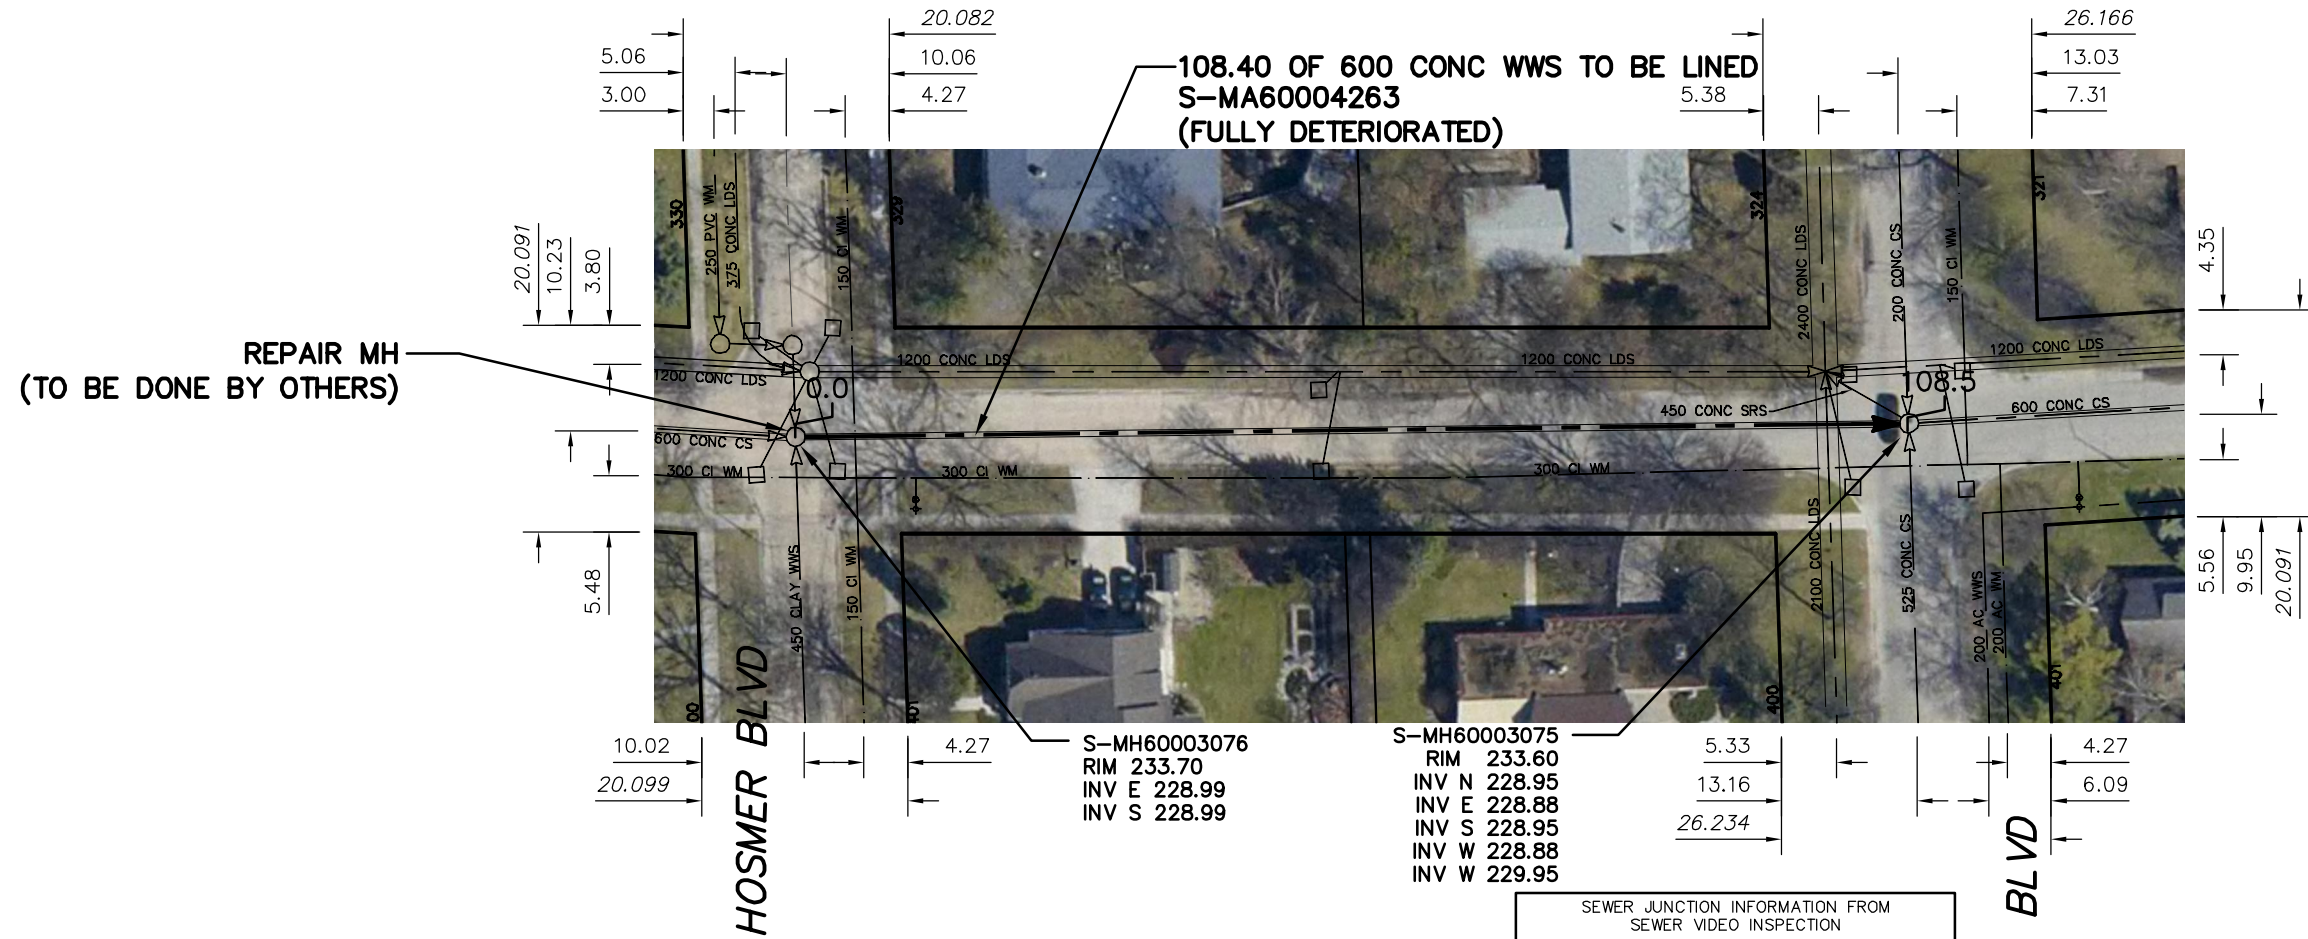 20.082
5.06
10.06
3.00
4.27
108.40 OF 600 CONC WWS TO BE LINED
S-MA60004263
(FULLY DETERIORATED)
5.38
26.166
13.03
7.31
330
250 PVC WM
375 CONC LDS
150 CI WM
329
324
2400 CONC LDS
200 CONC CS
150 CI WM
321
20.091
10.23
3.80
4.35
REPAIR MH
(TO BE DONE BY OTHERS)
1200 CONC LDS
1200 CONC LDS
1200 CONC LDS
1200 CONC LDS
0.0
108.5
450 CONC SRS
600 CONC CS
600 CONC CS
300 CI WM
300 CI WM
300 CI WM
5.48
450 CLAY WWS
150 CI WM
2100 CONC LDS
525 CONC CS
200 AC WWS
200 AC WM
5.56
9.95
20.091
00
401
400
401
HOSMER BLVD
10.02
20.099
4.27
S-MH60003076
RIM 233.70
INV E 228.99
INV S 228.99
S-MH60003075
RIM 233.60
INV N 228.95
INV E 228.88
INV S 228.95
INV W 228.88
INV W 229.95
5.33
13.16
26.234
4.27
6.09
BLVD
SEWER JUNCTION INFORMATION FROM
SEWER VIDEO INSPECTION